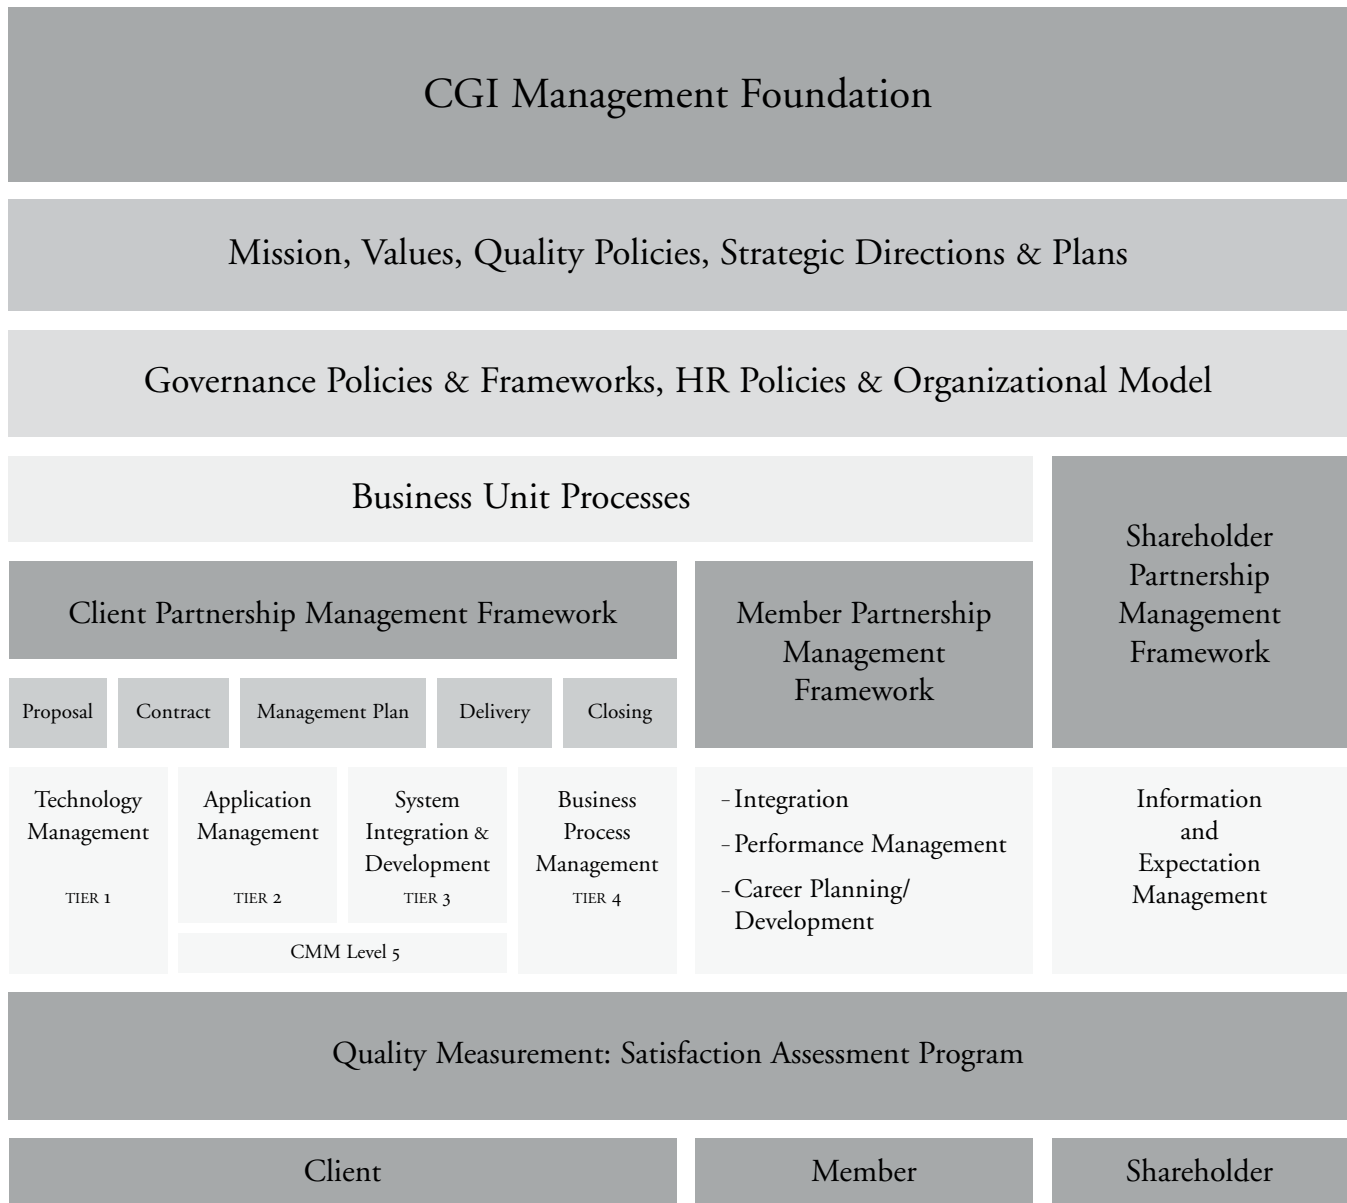 CGI Management Foundation
Mission, Values, Quality Policies, Strategic Directions & Plans
Governance Policies & Frameworks, HR Policies & Organizational Model
Business Unit Processes
Shareholder
Partnership
Management
Framework
Client Partnership Management Framework
Member Partnership
Management
Framework
Proposal
Contract
Management Plan
Delivery
Closing
Technology
Management
TIER 1
Application
Management
TIER 2
System
Integration &
Development
TIER 3
Business
Process
Management
TIER 4
CMM Level 5
– Integration
– Performance Management
– Career Planning/
Development
Information
and
Expectation
Management
Quality Measurement: Satisfaction Assessment Program
Client
Member
Shareholder